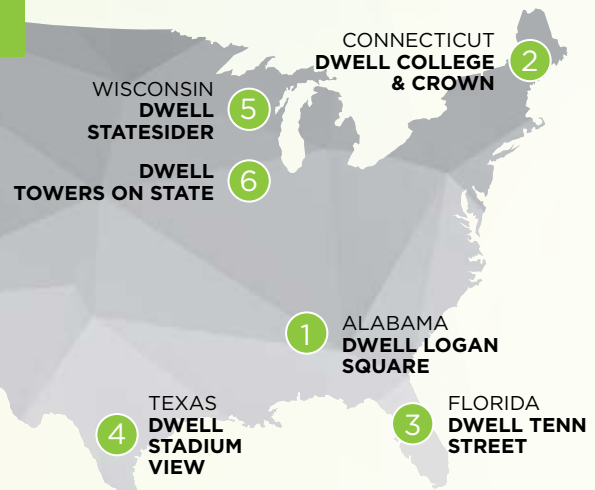 CONNECTICUT
DWELL COLLEGE
& CROWN
2
WISCONSIN
DWELL
STATESIDER
5
DWELL
TOWERS ON STATE
6
1
ALABAMA
DWELL LOGAN
SQUARE
TEXAS
DWELL
STADIUM
VIEW
4
3
FLORIDA
DWELL TENN
STREET